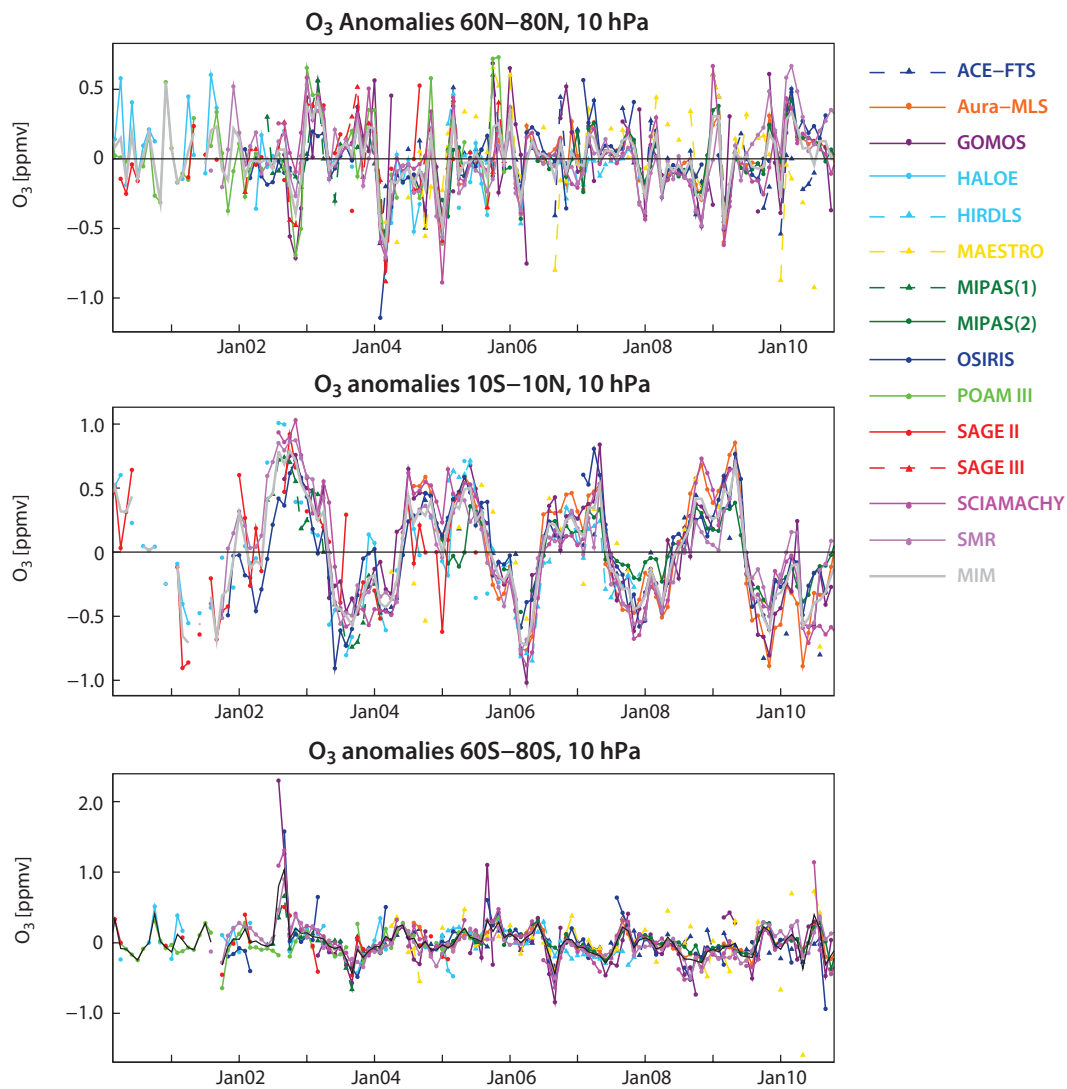 O3 Anomalies 60N−80N, 10 hPa
O3 [ppmv]
0.5
0
−0.5
−1.0
Jan02 Jan04 Jan06 Jan08 Jan10
O3 anomalies 10S−10N, 10 hPa
O3 [ppmv]
1.0
0.5
0
−0.5
−1.0
Jan02 Jan04 Jan06 Jan08 Jan10
O3 anomalies 60S−80S, 10 hPa
O3 [ppmv]
2.0
1.0
0
−1.0
Jan02 Jan04 Jan06 Jan08 Jan10
ACE−FTS
Aura−MLS
GOMOS
HALOE
HIRDLS
MAESTRO
MIPAS(1)
MIPAS(2)
OSIRIS
POAM III
SAGE II
SAGE III
SCIAMACHY
SMR
MIM